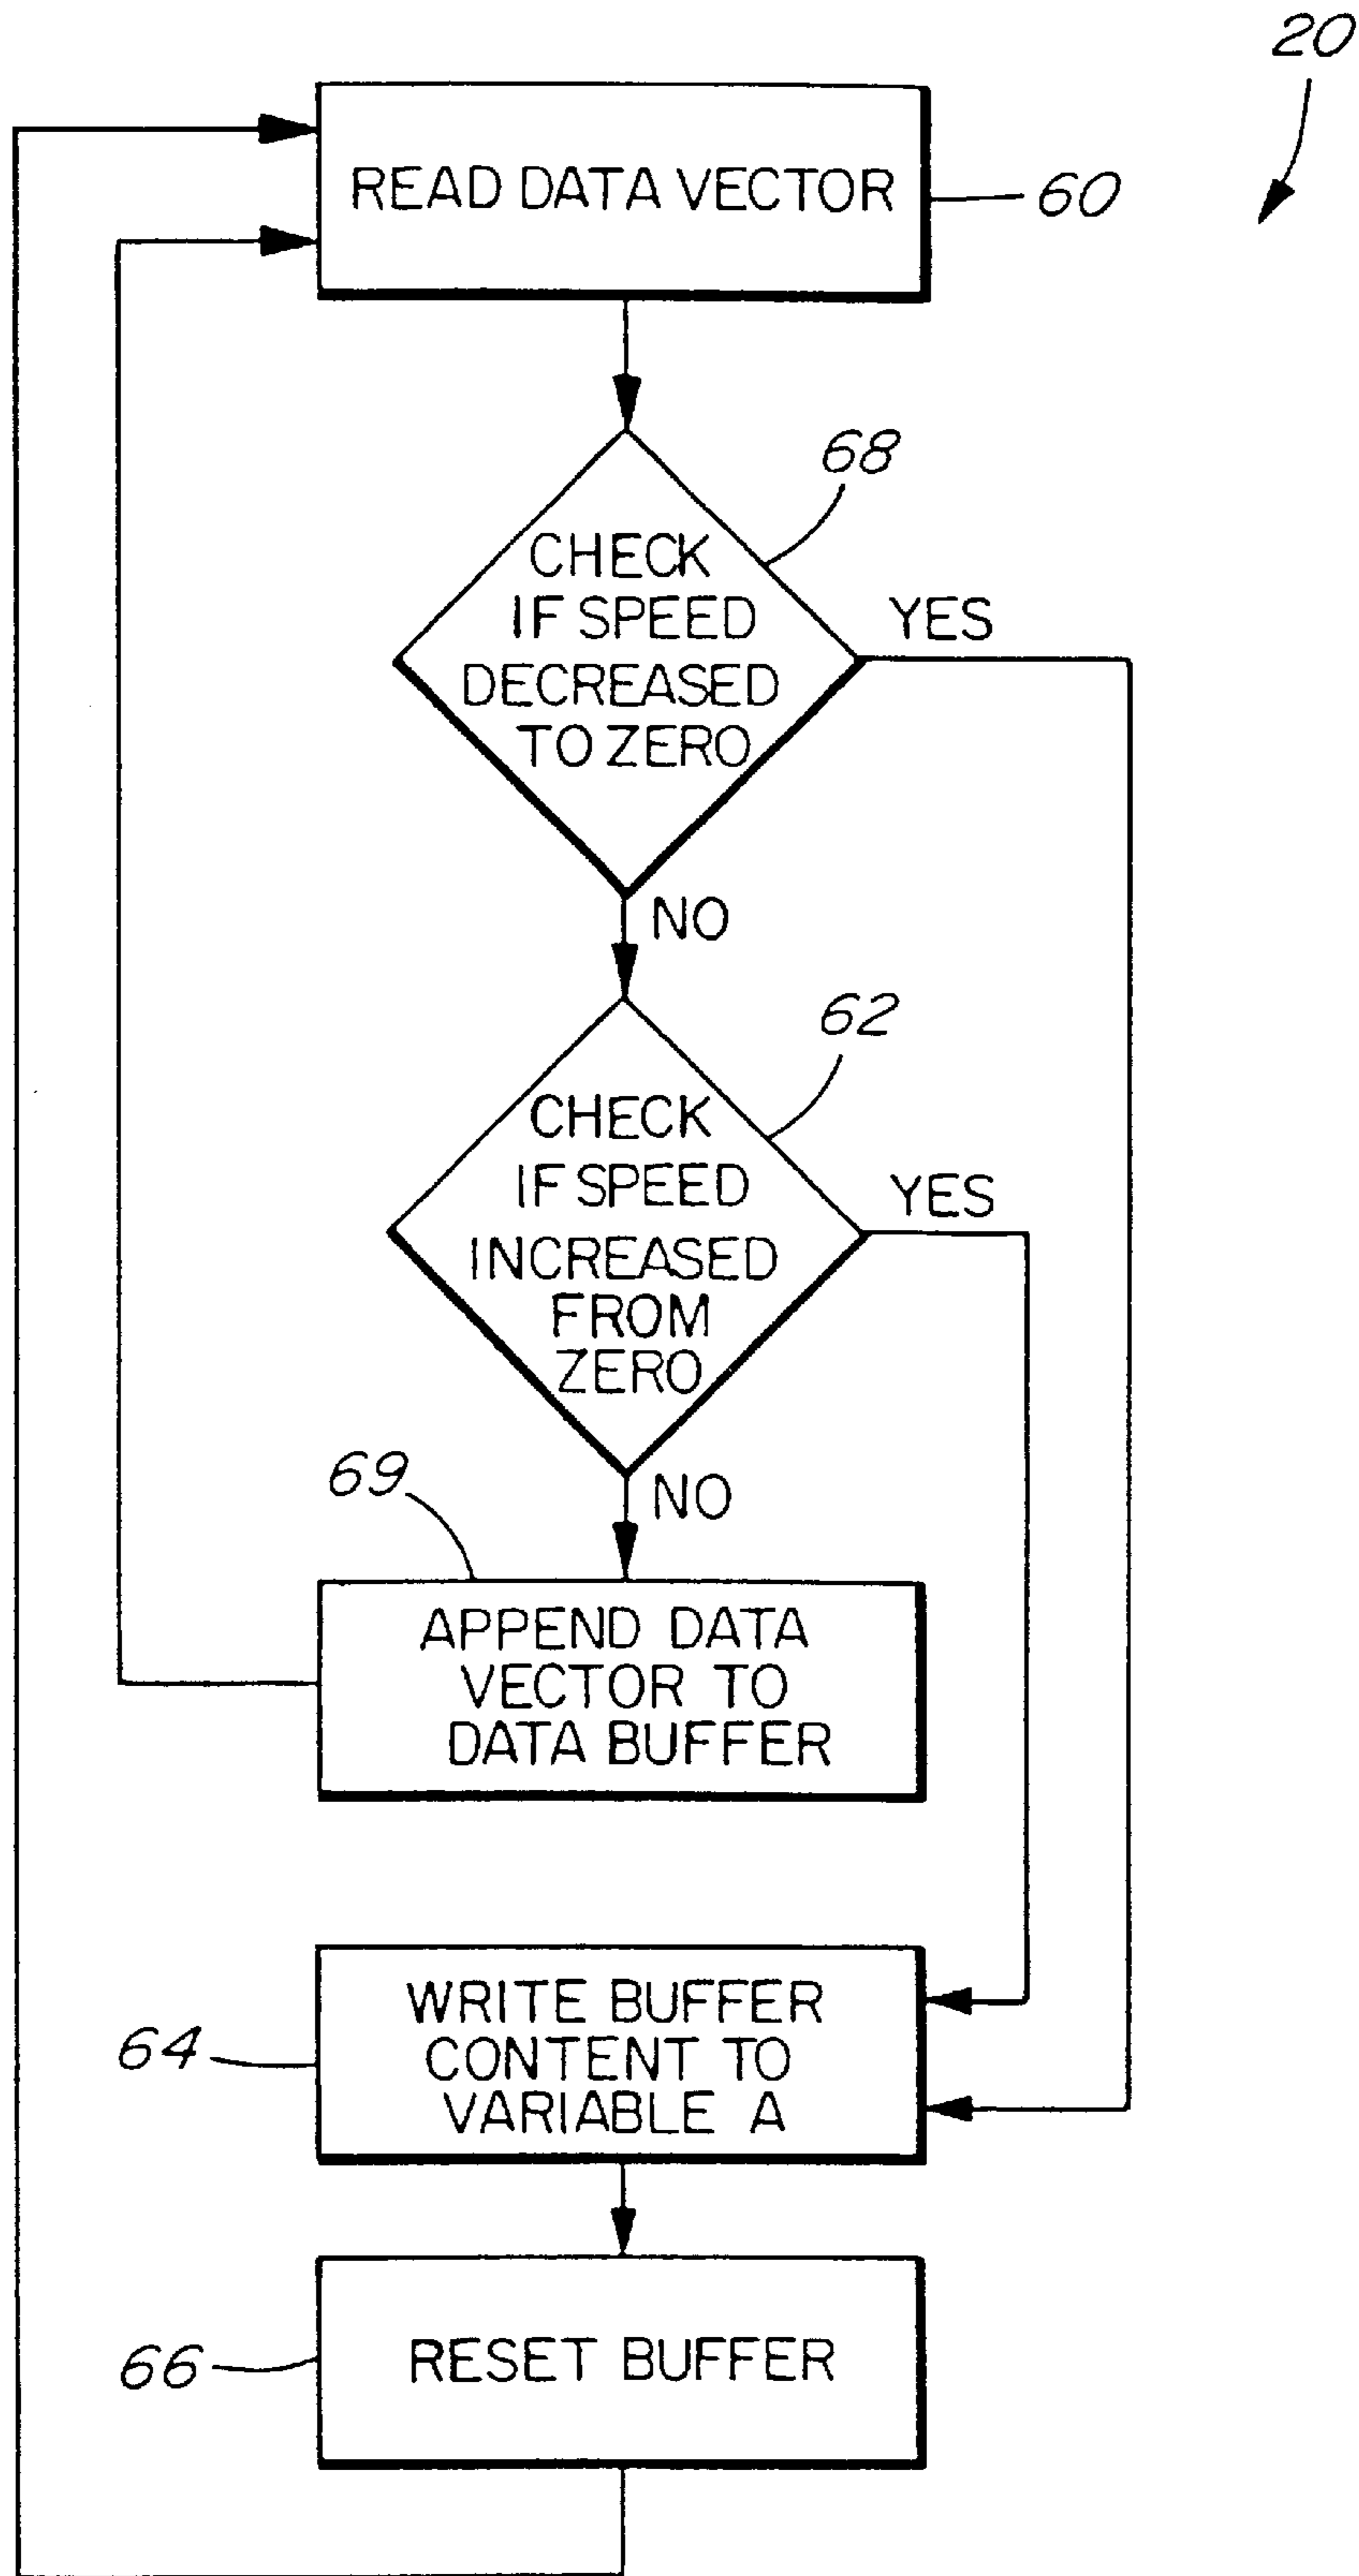 20
READ DATA VECTOR
60
68
CHECK
IF SPEED
DECREASED
TO ZERO
YES
NO
62
CHECK
IF SPEED
INCREASED
FROM
ZERO
YES
NO
69
APPEND DATA
VECTOR TO
DATA BUFFER
WRITE BUFFER
CONTENT TO
VARIABLE A
64
RESET BUFFER
66